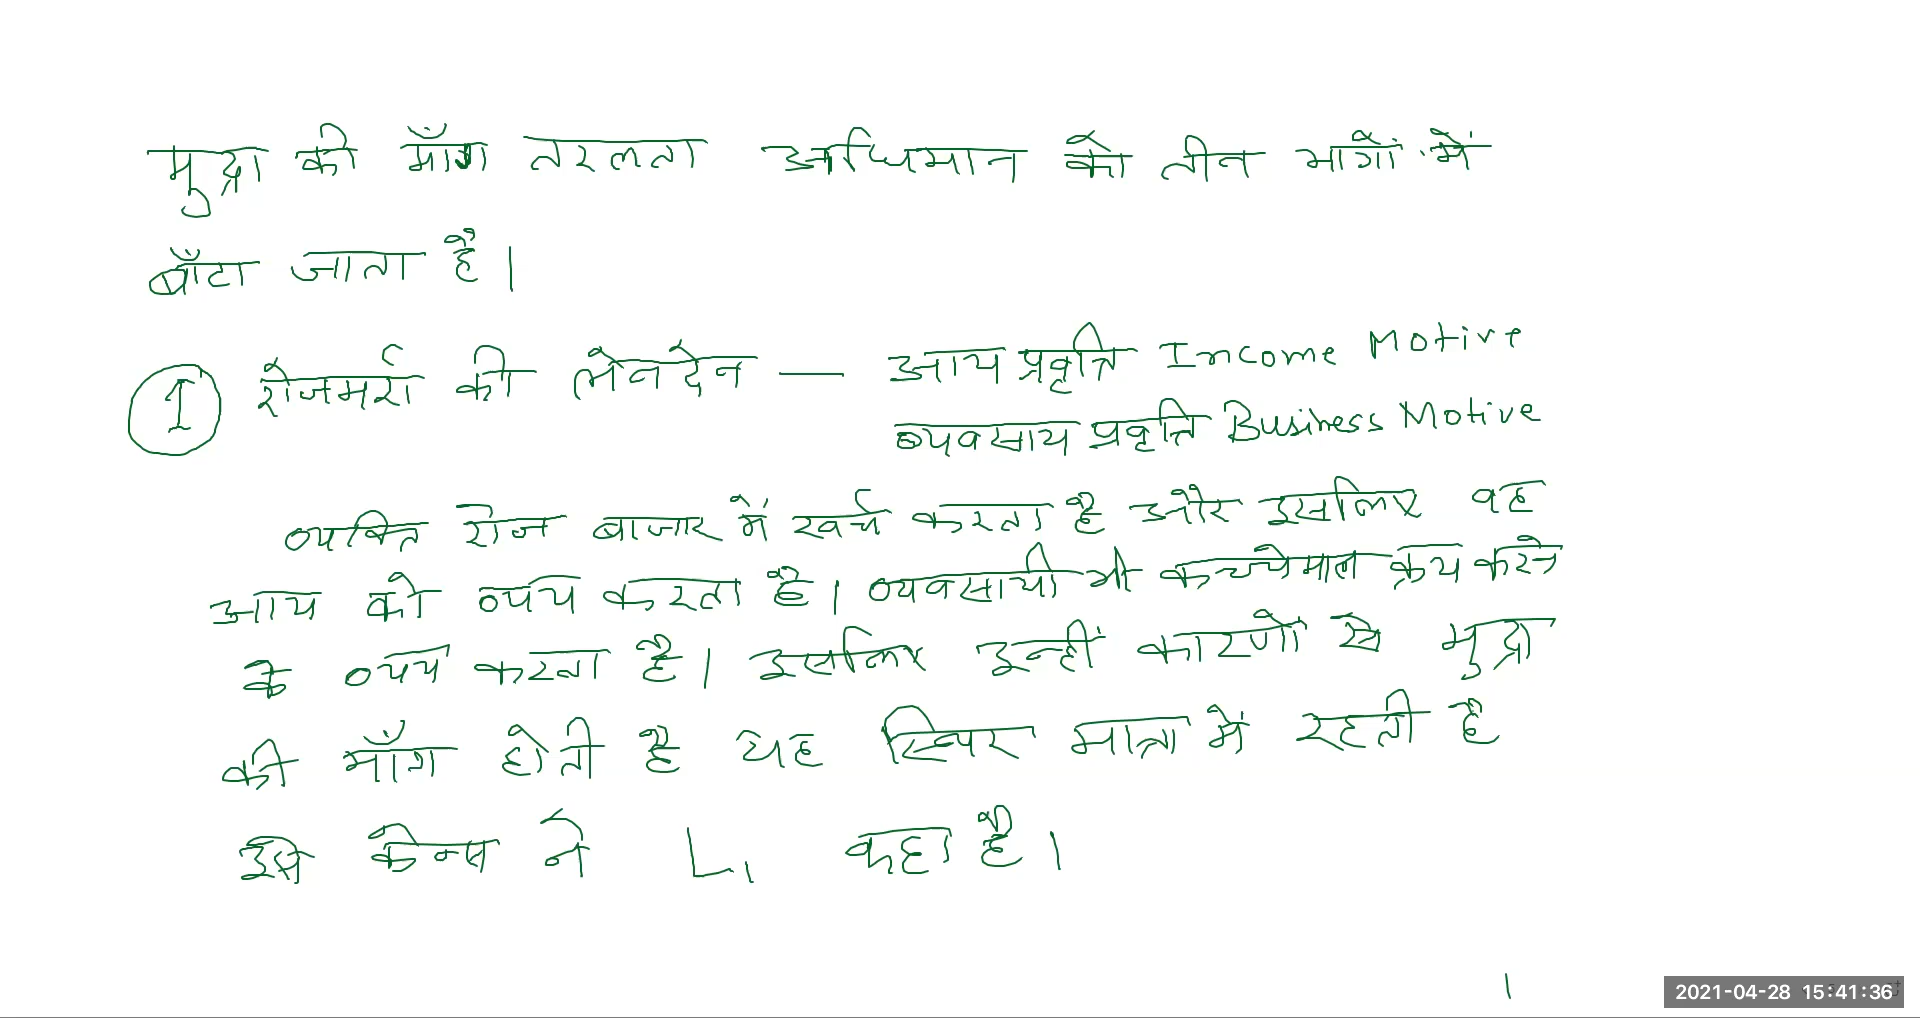 मुद्रा की माँग तरलता अधिमान को तीन भागों में
बाँटा जाता है।
1 रोजमर्रा की लेनदेन — आय प्रवृत्ति Income Motive
व्यवसाय प्रवृत्ति Business Motive
व्यक्ति रोज बाजार में खर्च करता है और इसलिए वह
आय को व्यय करता है। व्यवसायी भी कच्चेमाल क्रय करने
के व्यय करता है। इसलिए इन्हीं कारणों से मुद्रा
की माँग होती है यह स्थिर मात्रा में रहती है
इसे केन्स ने L1 कहा है।
2021-04-28 15:41:36